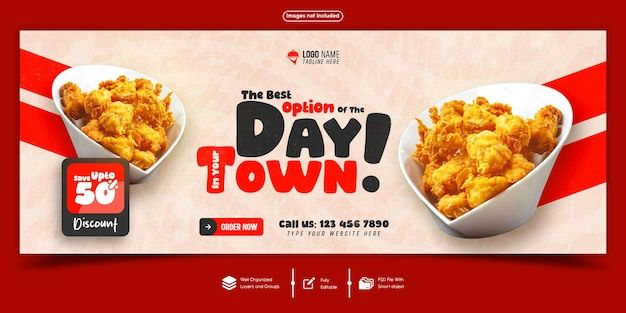 Images not Included
LOGO NAME
TABLINE HERE
The Best
Option Of The
Day!
In Your
Town
Save Upto
50%
Discount
ORDER NOW
Call us: 123 456 7890
TYPE YOUR WEBSITE HERE
Well Organized
Layers and Groups
Fully
Editable
PSD File With
Smart object